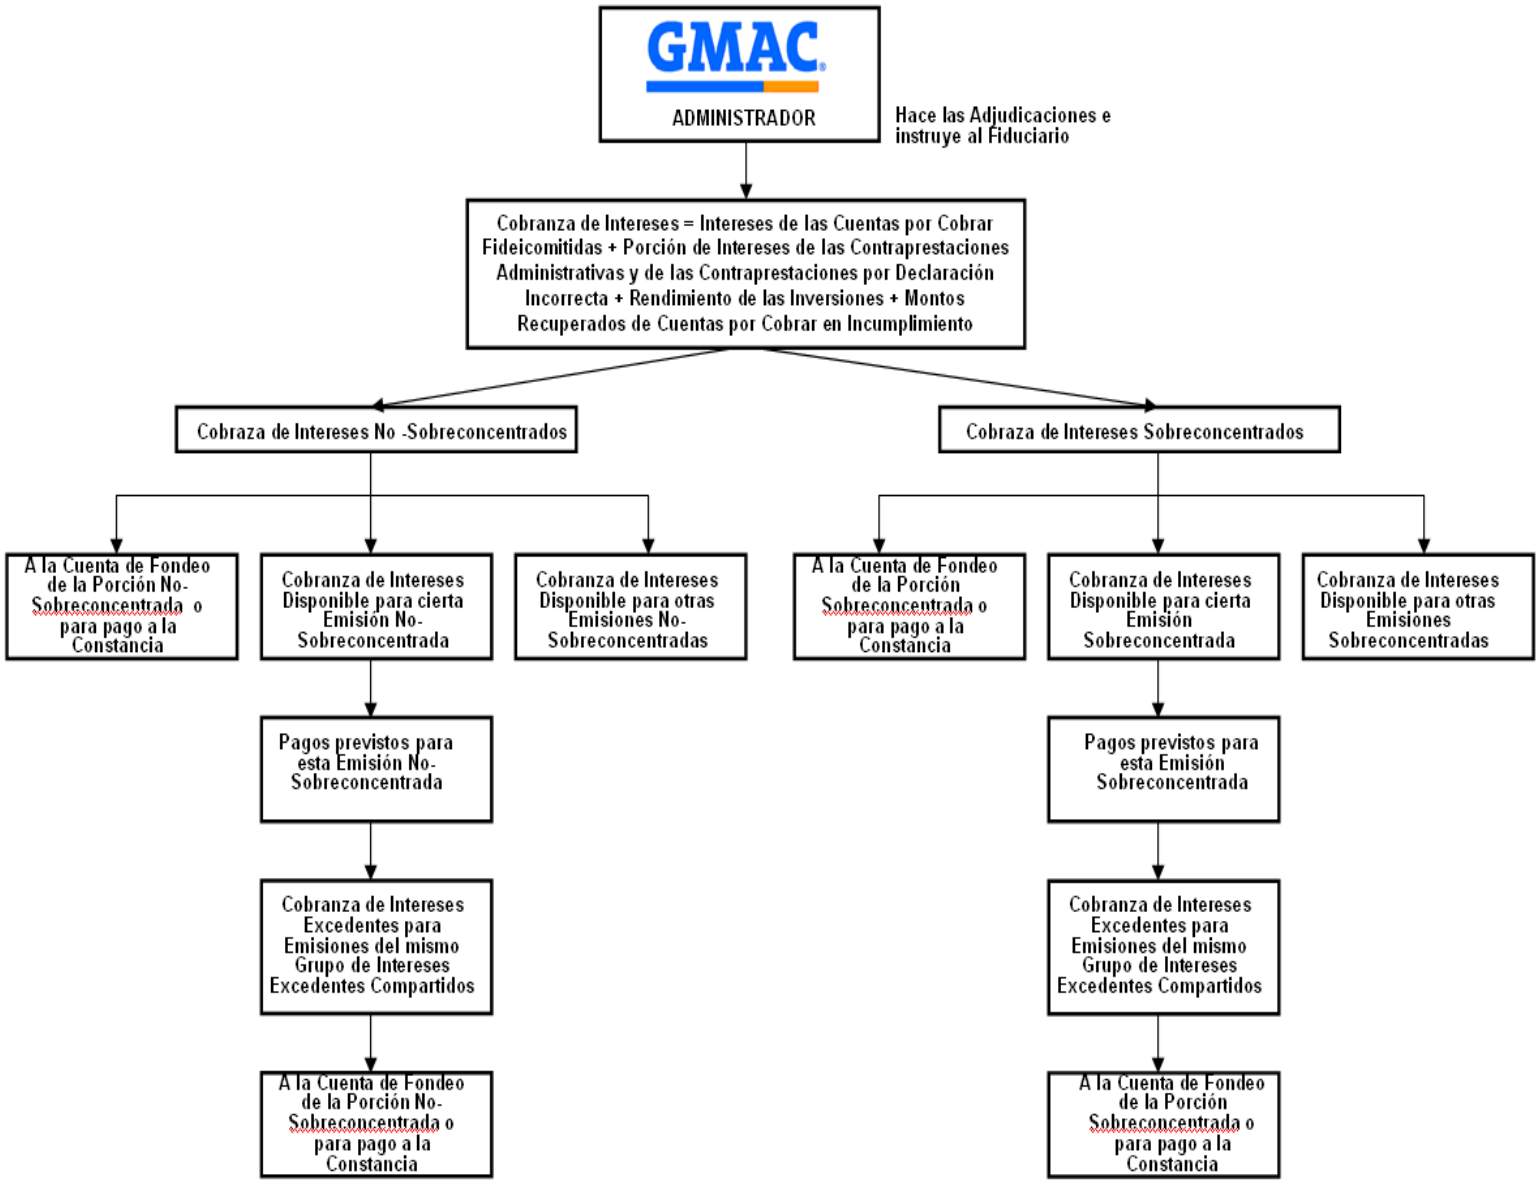 GMAC®
ADMINISTRADOR
Hace las Adjudicaciones e
instruye al Fiduciario
Cobranza de Intereses = Intereses de las Cuentas por Cobrar
Fideicomitidas + Porción de Intereses de las Contraprestaciones
Administrativas y de las Contraprestaciones por Declaración
Incorrecta + Rendimiento de las Inversiones + Montos
Recuperados de Cuentas por Cobrar en Incumplimiento
Cobraza de Intereses No -Sobreconcentrados
Cobraza de Intereses Sobreconcentrados
A la Cuenta de Fondeo
de la Porción No-
Sobreconcentrada o
para pago a la
Constancia
Cobranza de Intereses
Disponible para cierta
Emisión No-
Sobreconcentrada
Cobranza de Intereses
Disponible para otras
Emisiones No-
Sobreconcentradas
A la Cuenta de Fondeo
de la Porción
Sobreconcentrada o
para pago a la
Constancia
Cobranza de Intereses
Disponible para cierta
Emisión
Sobreconcentrada
Cobranza de Intereses
Disponible para otras
Emisiones
Sobreconcentradas
Pagos previstos para
esta Emisión No-
Sobreconcentrada
Pagos previstos para
esta Emisión
Sobreconcentrada
Cobranza de Intereses
Excedentes para
Emisiones del mismo
Grupo de Intereses
Excedentes Compartidos
Cobranza de Intereses
Excedentes para
Emisiones del mismo
Grupo de Intereses
Excedentes Compartidos
A la Cuenta de Fondeo
de la Porción No-
Sobreconcentrada o
para pago a la
Constancia
A la Cuenta de Fondeo
de la Porción
Sobreconcentrada o
para pago a la
Constancia